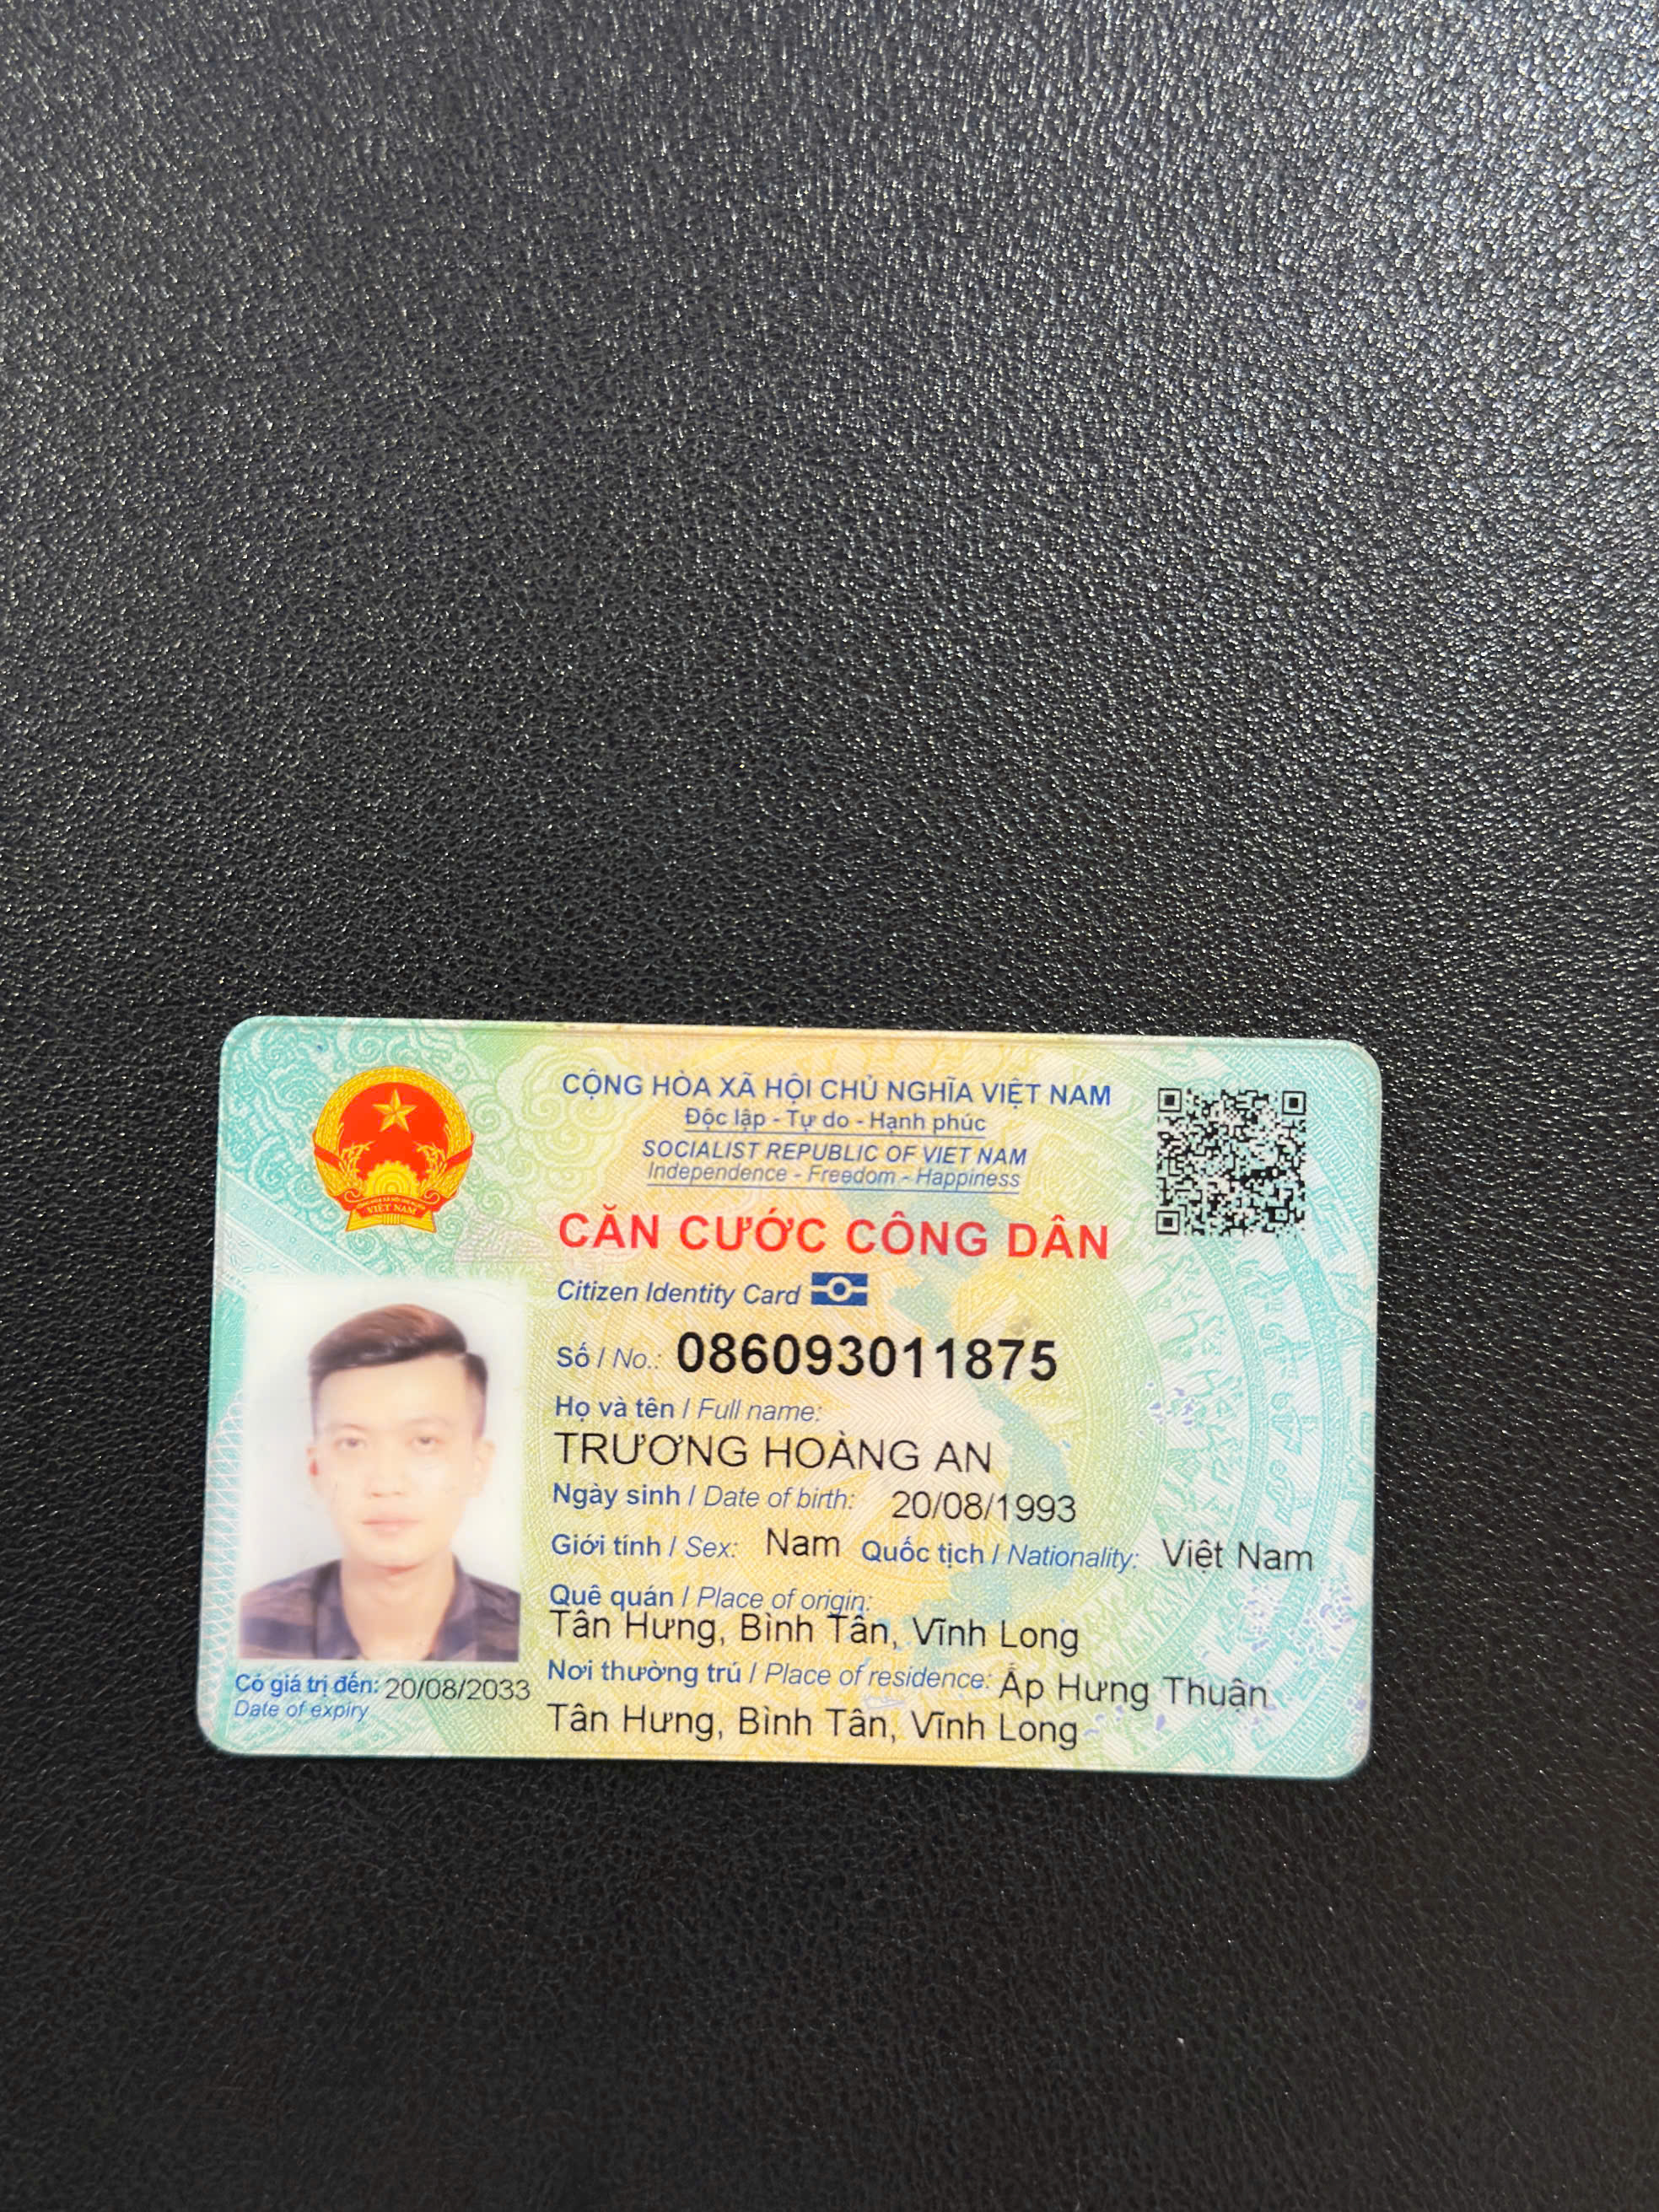 CỘNG HÒA XÃ HỘI CHỦ NGHĨA VIỆT NAM
Độc lập - Tự do - Hạnh phúc
SOCIALIST REPUBLIC OF VIET NAM
Independence - Freedom - Happiness
CĂN CƯỚC CÔNG DÂN
Citizen Identity Card
Số / No.: 086093011875
Họ và tên / Full name:
TRƯƠNG HOÀNG AN
Ngày sinh / Date of birth: 20/08/1993
Giới tính / Sex: Nam Quốc tịch / Nationality: Việt Nam
Quê quán / Place of origin:
Tân Hưng, Bình Tân, Vĩnh Long
Nơi thường trú / Place of residence: Ấp Hưng Thuận
Tân Hưng, Bình Tân, Vĩnh Long
Có giá trị đến: 20/08/2033
Date of expiry
VIỆT NAM